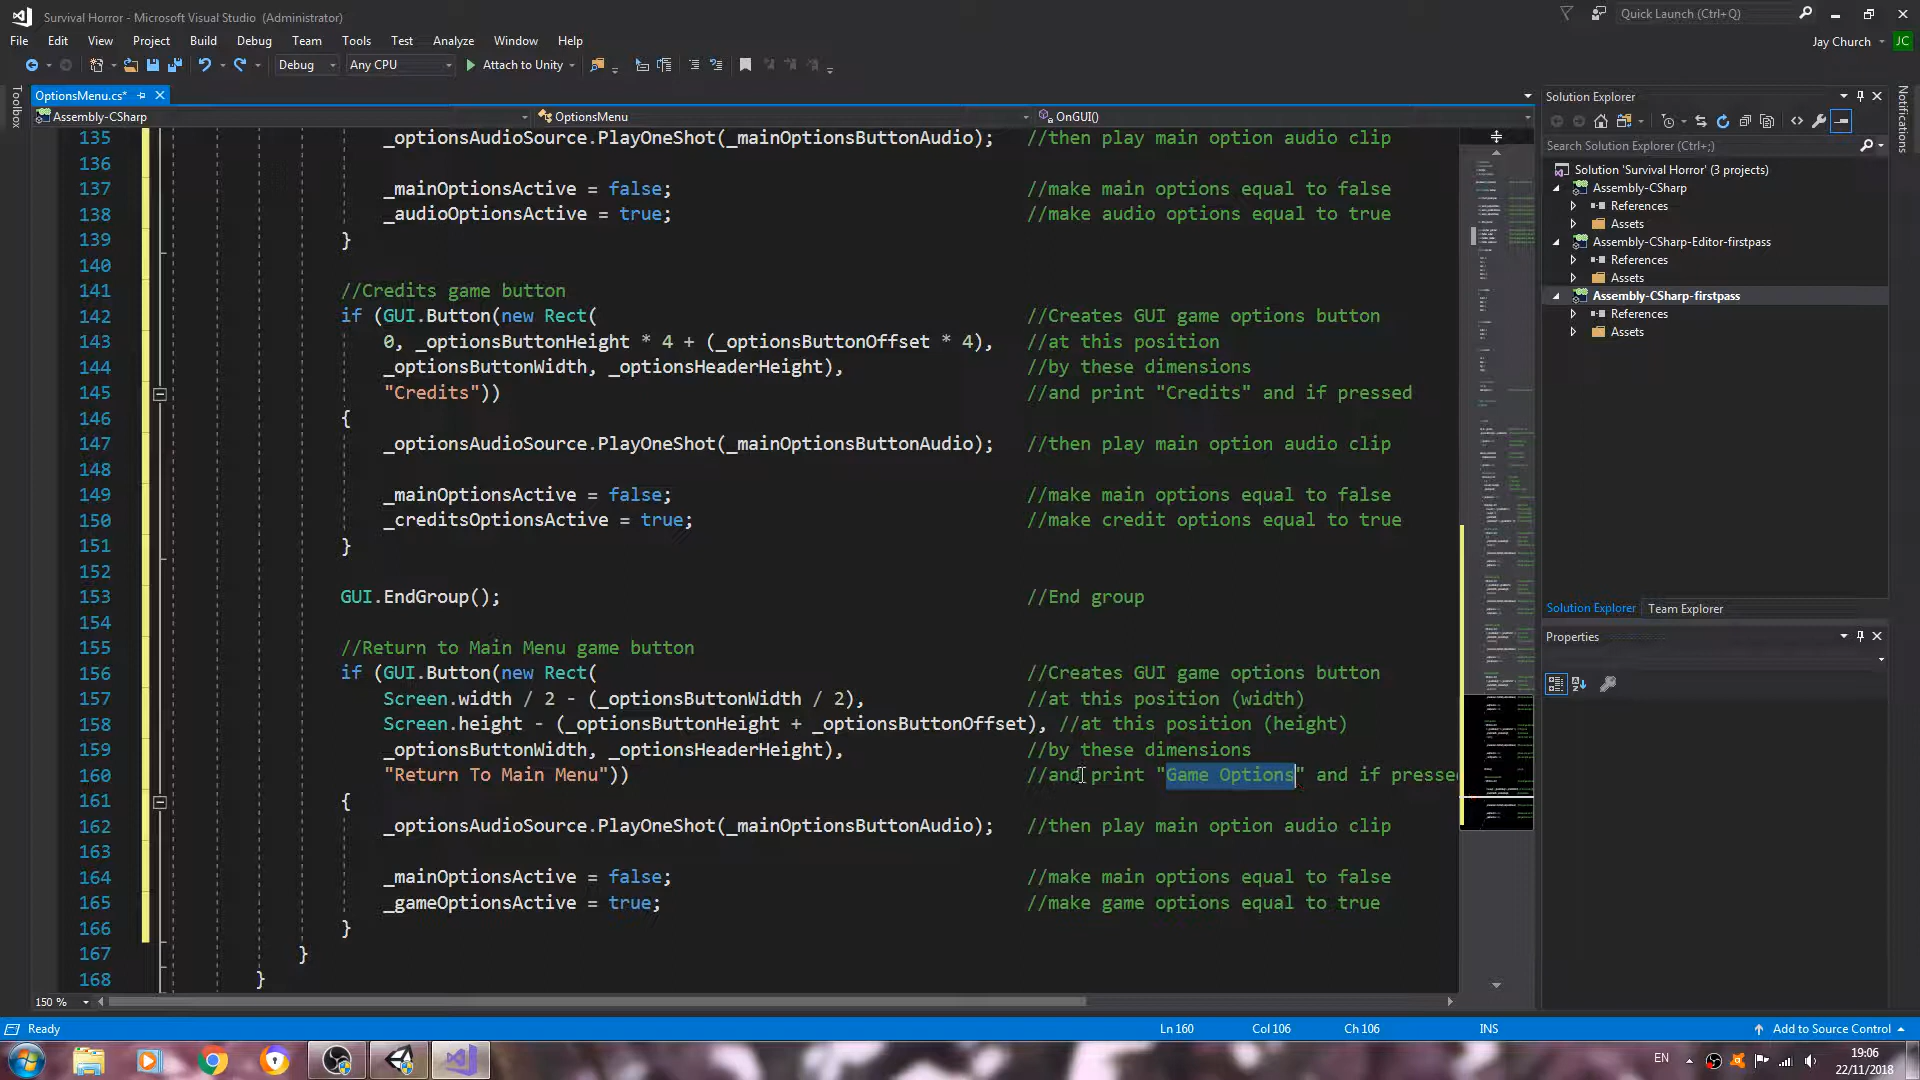 Survival Horror - Microsoft Visual Studio (Administrator)
Quick Launch (Ctrl+Q)
File Edit View Project Build Debug Team Tools Test Analyze Window Help
Jay Church JC
Debug Any CPU Attach to Unity
Toolbox
OptionsMenu.cs*
Assembly-CSharp OptionsMenu OnGUI()
135 _optionsAudioSource.PlayOneShot(_mainOptionsButtonAudio); //then play main option audio clip
136
137 _mainOptionsActive = false; //make main options equal to false
138 _audioOptionsActive = true; //make audio options equal to true
139 }
140
141 //Credits game button
142 if (GUI.Button(new Rect( //Creates GUI game options button
143 0, _optionsButtonHeight * 4 + (_optionsButtonOffset * 4), //at this position
144 _optionsButtonWidth, _optionsHeaderHeight), //by these dimensions
145 "Credits")) //and print "Credits" and if pressed
146 {
147 _optionsAudioSource.PlayOneShot(_mainOptionsButtonAudio); //then play main option audio clip
148
149 _mainOptionsActive = false; //make main options equal to false
150 _creditsOptionsActive = true; //make credit options equal to true
151 }
152
153 GUI.EndGroup(); //End group
154
155 //Return to Main Menu game button
156 if (GUI.Button(new Rect( //Creates GUI game options button
157 Screen.width / 2 - (_optionsButtonWidth / 2), //at this position (width)
158 Screen.height - (_optionsButtonHeight + _optionsButtonOffset), //at this position (height)
159 _optionsButtonWidth, _optionsHeaderHeight), //by these dimensions
160 "Return To Main Menu")) //and print "Game Options" and if presse
161 {
162 _optionsAudioSource.PlayOneShot(_mainOptionsButtonAudio); //then play main option audio clip
163
164 _mainOptionsActive = false; //make main options equal to false
165 _gameOptionsActive = true; //make game options equal to true
166 }
167 }
168 }
150 %
Solution Explorer
Search Solution Explorer (Ctrl+;)
Solution 'Survival Horror' (3 projects)
Assembly-CSharp
References
Assets
Assembly-CSharp-Editor-firstpass
References
Assets
Assembly-CSharp-firstpass
References
Assets
Solution Explorer Team Explorer
Properties
Notifications
Ready Ln 160 Col 106 Ch 106 INS Add to Source Control
EN
19:06
22/11/2018